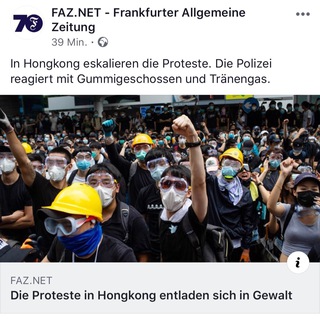 FAZ.NET - Frankfurter Allgemeine
Zeitung
39 Min. ·
In Hongkong eskalieren die Proteste. Die Polizei
reagiert mit Gummigeschossen und Tränengas.
FAZ.NET
Die Proteste in Hongkong entladen sich in Gewalt